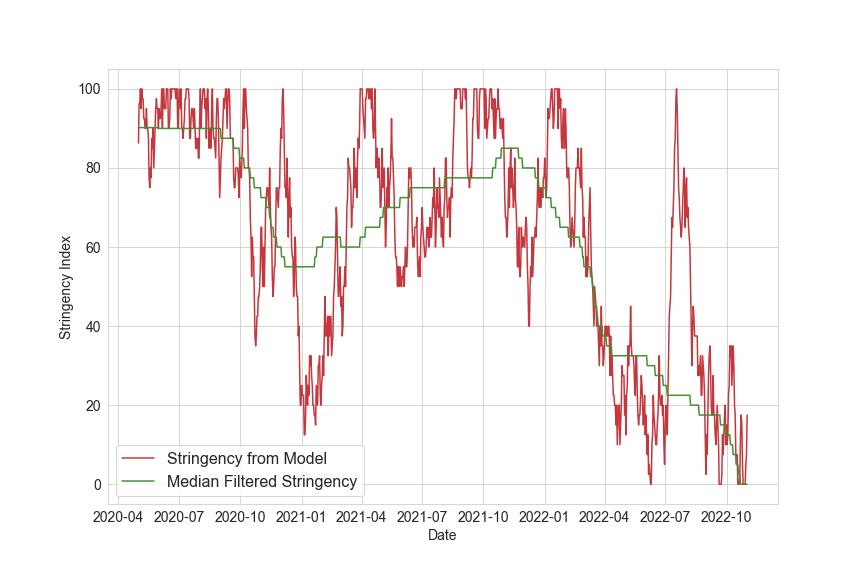 100
80
60
40
20
0
Stringency Index
Stringency from Model
Median Filtered Stringency
2020-04 2020-07 2020-10 2021-01 2021-04 2021-07 2021-10 2022-01 2022-04 2022-07 2022-10
Date